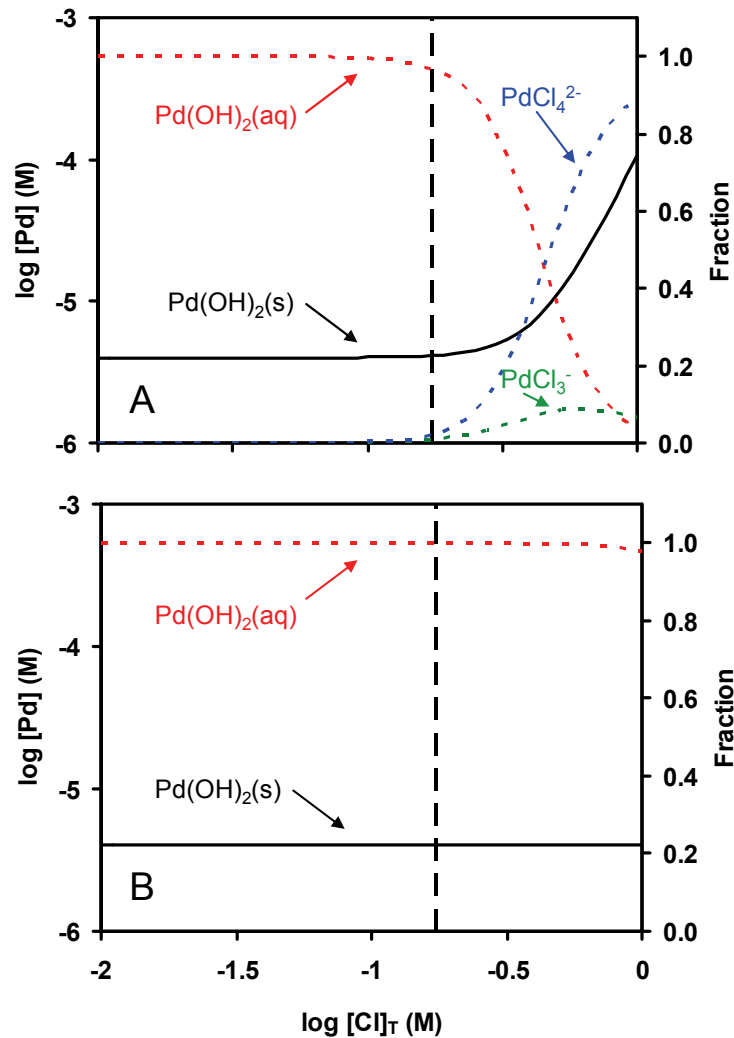 -3
-4
-5
-6
log [Pd] (M)
1.0
0.8
0.6
0.4
0.2
0.0
Fraction
Pd(OH)₂(aq)
PdCl₄²⁻
Pd(OH)₂(s)
PdCl₃⁻
A
-3
-4
-5
-6
log [Pd] (M)
1.0
0.8
0.6
0.4
0.2
0.0
Fraction
Pd(OH)₂(aq)
Pd(OH)₂(s)
B
-2 -1.5 -1 -0.5 0
log [Cl]T (M)